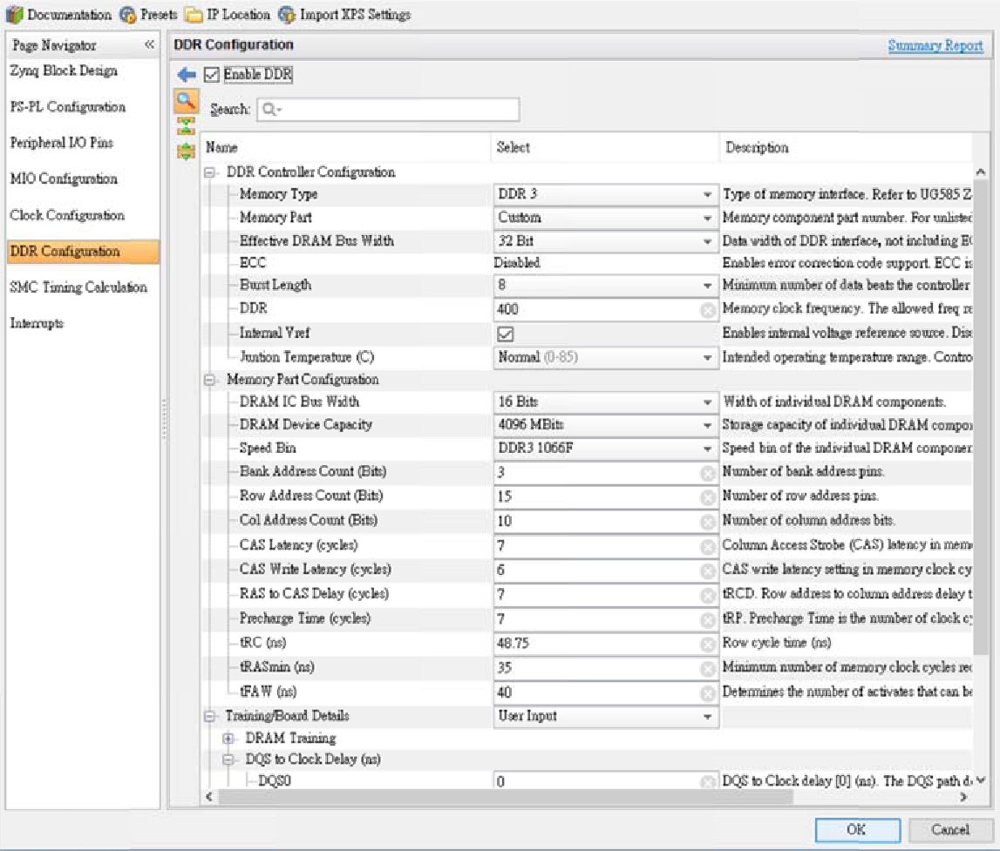 Documentation Presets IP Location Import XPS Settings
Page Navigator «
Zynq Block Design
PS-PL Configuration
Peripheral I/O Pins
MIO Configuration
Clock Configuration
DDR Configuration
SMC Timing Calculation
Interrupts
DDR Configuration Summary Report
Enable DDR
Search:
Name Select Description
DDR Controller Configuration
Memory Type DDR 3 Type of memory interface. Refer to UG585 Z
Memory Part Custom Memory component part number. For unlisted
Effective DRAM Bus Width 32 Bit Data width of DDR interface, not including EC
ECC Disabled Enables error correction code support. ECC is
Burst Length 8 Minimum number of data beats the controller
DDR 400 Memory clock frequency. The allowed freq re
Internal Vref Enables internal voltage reference source. Disa
Juntion Temperature (C) Normal (0-85) Intended operating temperature range. Contro
Memory Part Configuration
DRAM IC Bus Width 16 Bits Width of individual DRAM components.
DRAM Device Capacity 4096 MBits Storage capacity of individual DRAM compon
Speed Bin DDR3 1066F Speed bin of the individual DRAM componen
Bank Address Count (Bits) 3 Number of bank address pins.
Row Address Count (Bits) 15 Number of row address pins.
Col Address Count (Bits) 10 Number of column address bits.
CAS Latency (cycles) 7 Column Access Strobe (CAS) latency in memo
CAS Write Latency (cycles) 6 CAS write latency setting in memory clock cy
RAS to CAS Delay (cycles) 7 tRCD. Row address to column address delay t
Precharge Time (cycles) 7 tRP. Precharge Time is the number of clock cy
tRC (ns) 48.75 Row cycle time (ns)
tRASmin (ns) 35 Minimum number of memory clock cycles rec
tFAW (ns) 40 Determines the number of activates that can be
Training/Board Details User Input
DRAM Training
DQS to Clock Delay (ns)
DQS0 0 DQS to Clock delay [0] (ns). The DQS path d
OK Cancel